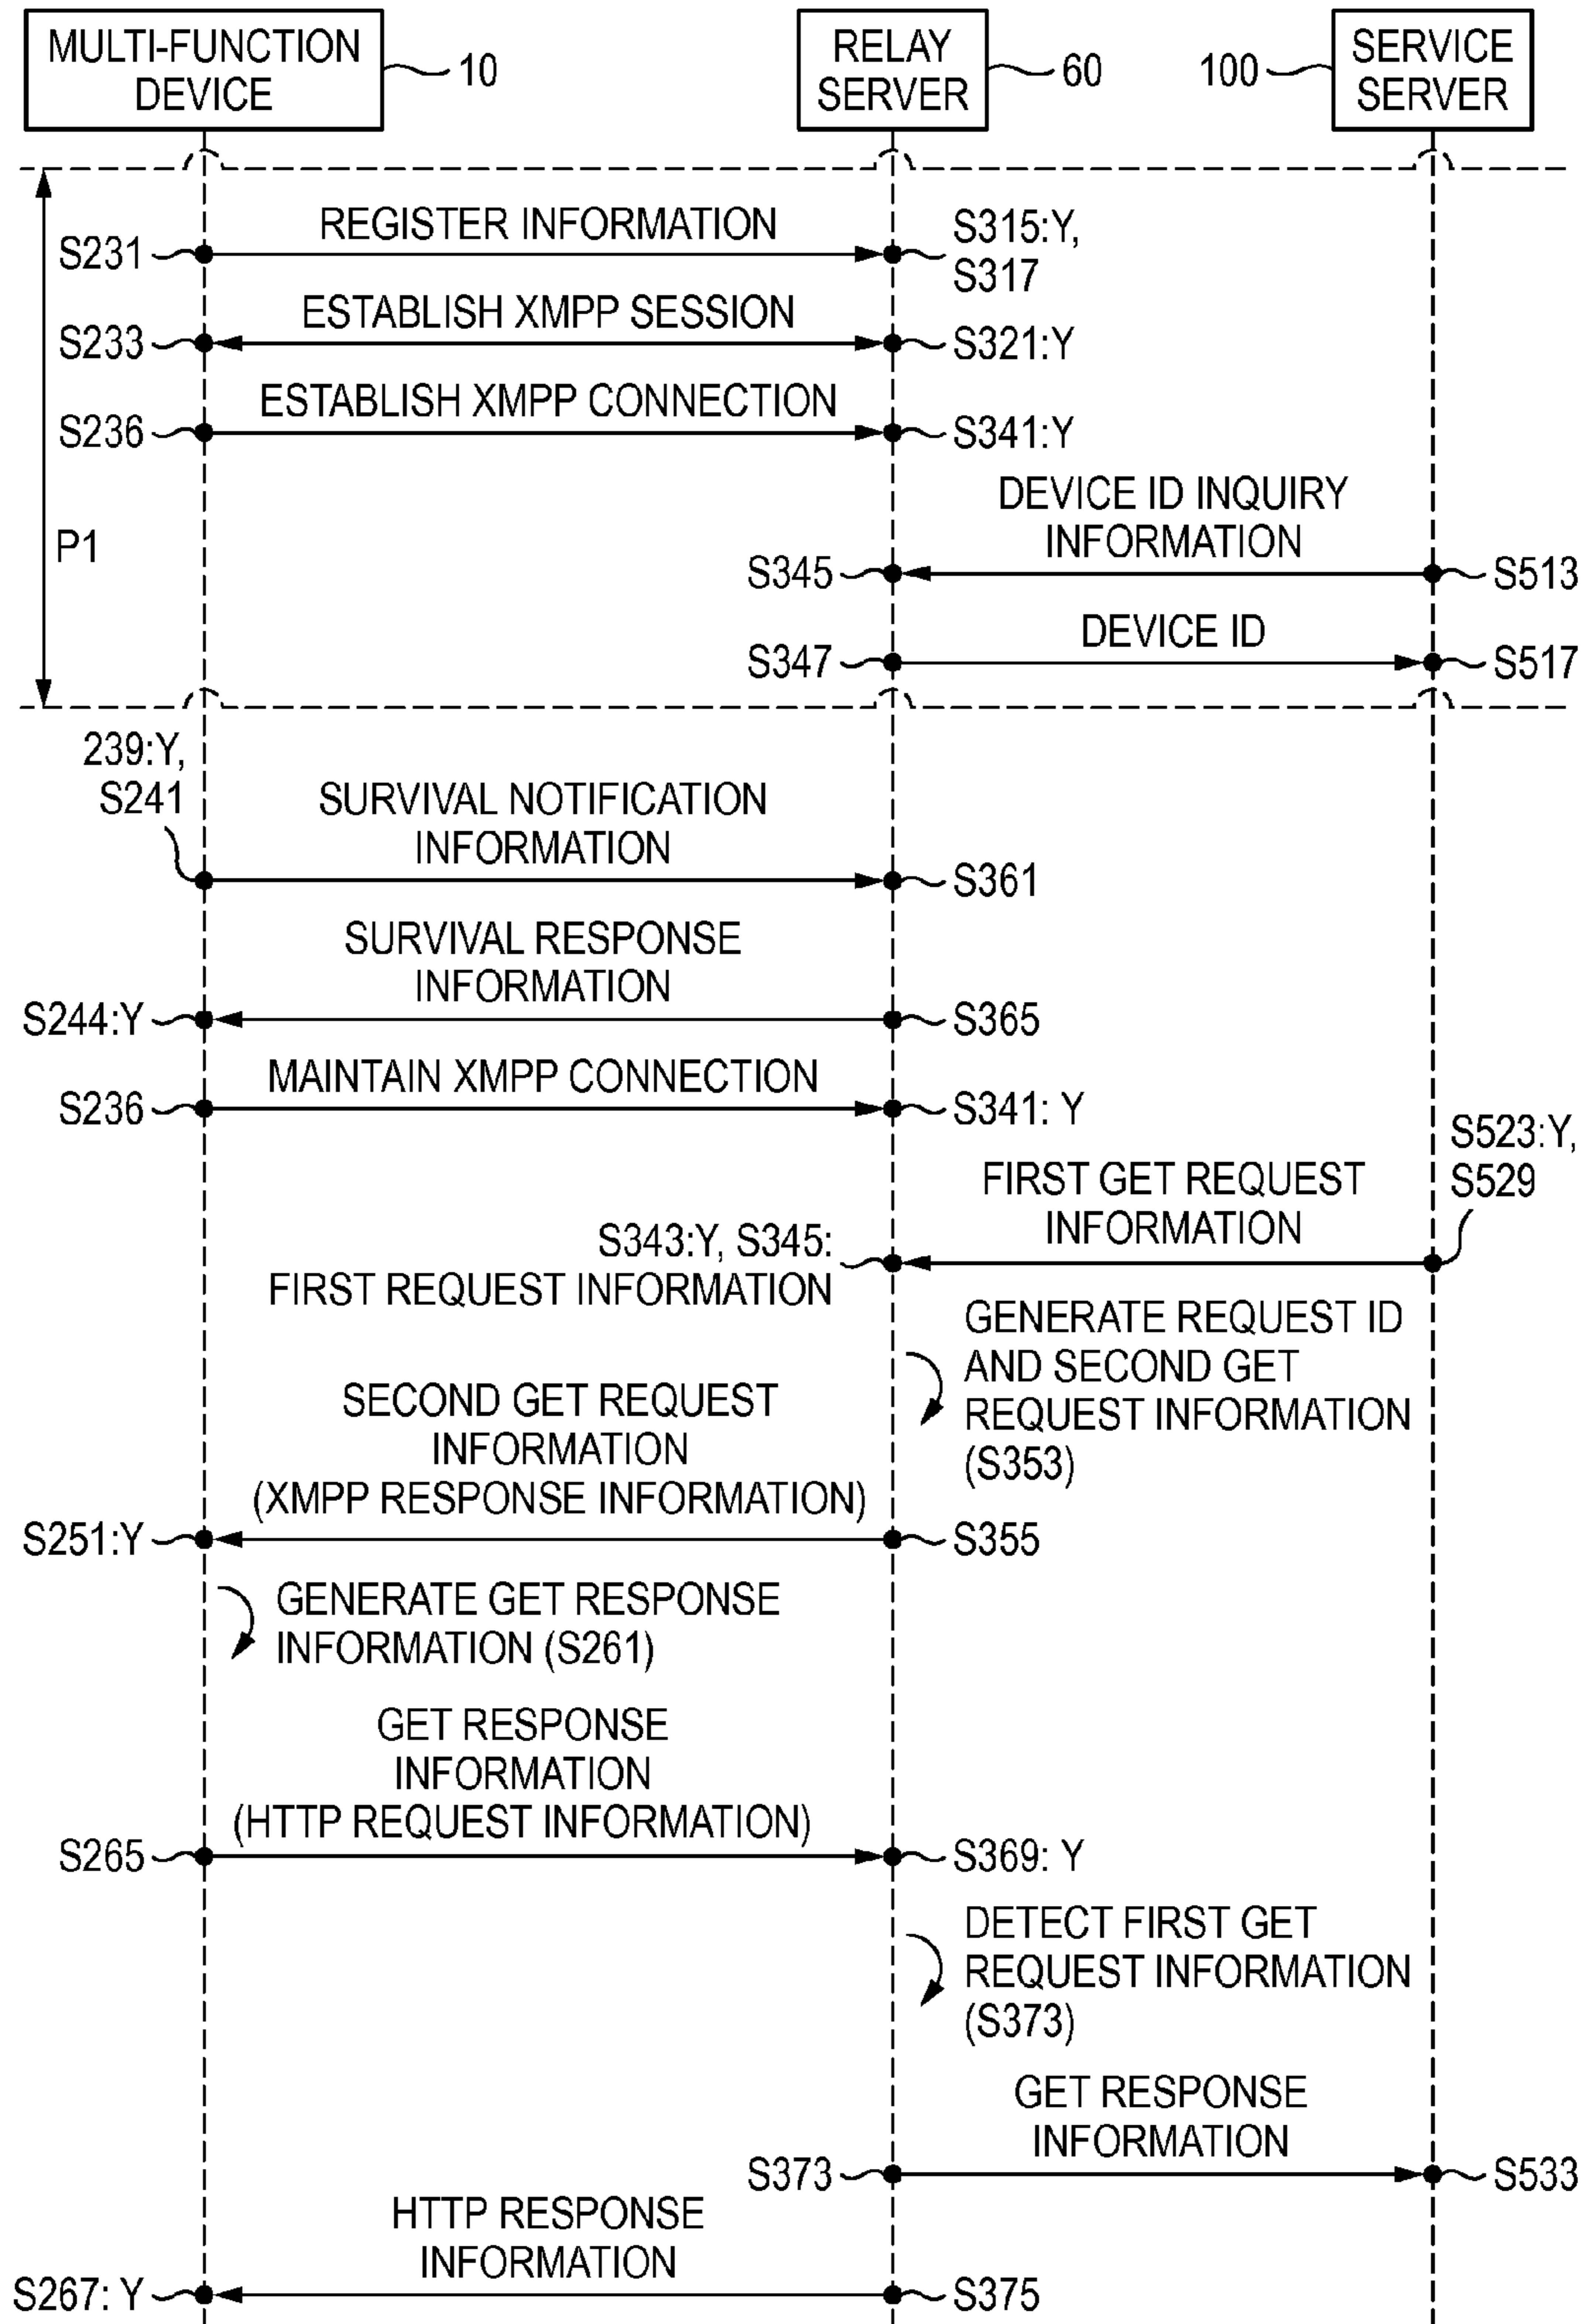 MULTI-FUNCTION
DEVICE
10
RELAY
SERVER
60
100
SERVICE
SERVER
P1
S231
REGISTER INFORMATION
S315:Y,
S317
S233
ESTABLISH XMPP SESSION
S321:Y
S236
ESTABLISH XMPP CONNECTION
S341:Y
DEVICE ID INQUIRY
INFORMATION
S345
S513
DEVICE ID
S347
S517
239:Y,
S241
SURVIVAL NOTIFICATION
INFORMATION
S361
SURVIVAL RESPONSE
INFORMATION
S244:Y
S365
MAINTAIN XMPP CONNECTION
S236
S341: Y
S523:Y,
S529
FIRST GET REQUEST
INFORMATION
S343:Y, S345:
FIRST REQUEST INFORMATION
GENERATE REQUEST ID
AND SECOND GET
REQUEST INFORMATION
(S353)
SECOND GET REQUEST
INFORMATION
(XMPP RESPONSE INFORMATION)
S251:Y
S355
GENERATE GET RESPONSE
INFORMATION (S261)
GET RESPONSE
INFORMATION
(HTTP REQUEST INFORMATION)
S265
S369: Y
DETECT FIRST GET
REQUEST INFORMATION
(S373)
GET RESPONSE
INFORMATION
S373
S533
HTTP RESPONSE
INFORMATION
S267: Y
S375